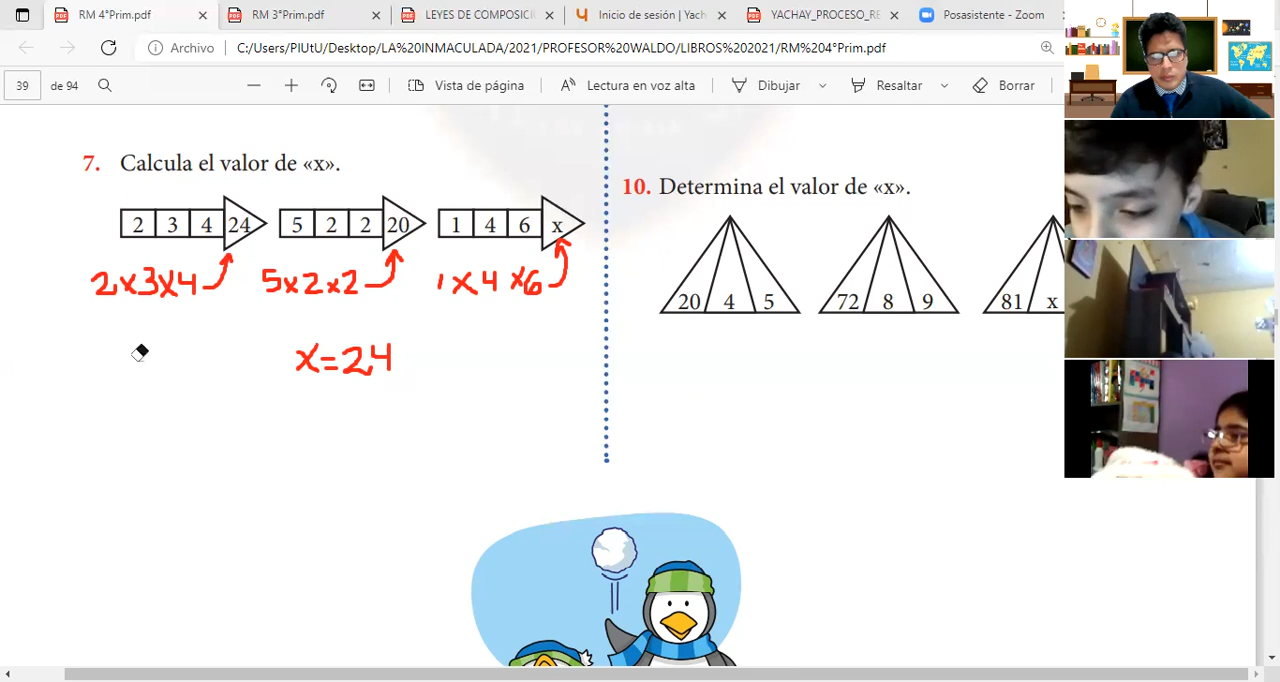 RM 4°Prim.pdf
RM 3°Prim.pdf
LEYES DE COMPOSICI
Inicio de sesión | Yach
YACHAY_PROCESO_RE
Posasistente - Zoom
Archivo
C:/Users/PIUtU/Desktop/LA%20INMACULADA/2021/PROFESOR%20WALDO/LIBROS%202021/RM%204°Prim.pdf
39 de 94
Vista de página
Lectura en voz alta
Dibujar
Resaltar
Borrar
7. Calcula el valor de «x».
2 3 4 24
5 2 2 20
1 4 6 x
2x3x4
5x2x2
1x4x6
x=24
10. Determina el valor de «x».
20 4 5
72 8 9
81 x